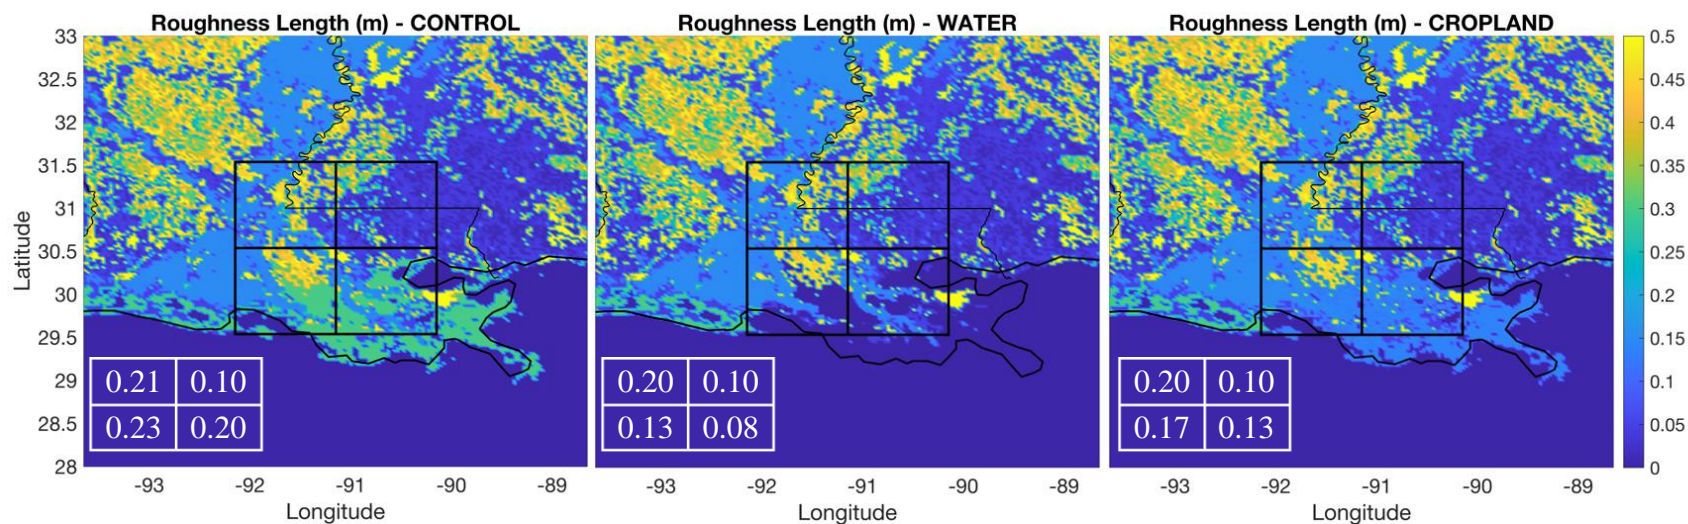 Roughness Length (m) - CONTROL
Roughness Length (m) - WATER
Roughness Length (m) - CROPLAND
33
32.5
32
31.5
31
30.5
30
29.5
29
28.5
28
Latitude
0.21 0.10
0.23 0.20
0.20 0.10
0.13 0.08
0.20 0.10
0.17 0.13
-93 -92 -91 -90 -89
-93 -92 -91 -90 -89
-93 -92 -91 -90 -89
Longitude
Longitude
Longitude
0.5
0.45
0.4
0.35
0.3
0.25
0.2
0.15
0.1
0.05
0